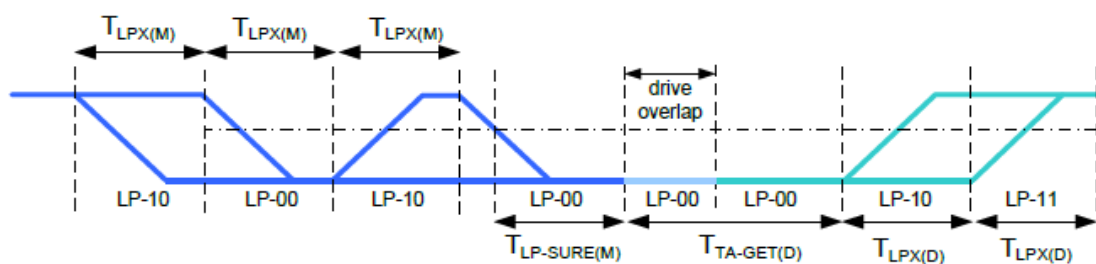 TLPX(M) TLPX(M) TLPX(M)
drive
overlap
LP-10 LP-00 LP-10 LP-00 LP-00 LP-00 LP-10 LP-11
TLP-SURE(M) TTA-GET(D) TLPX(D) TLPX(D)